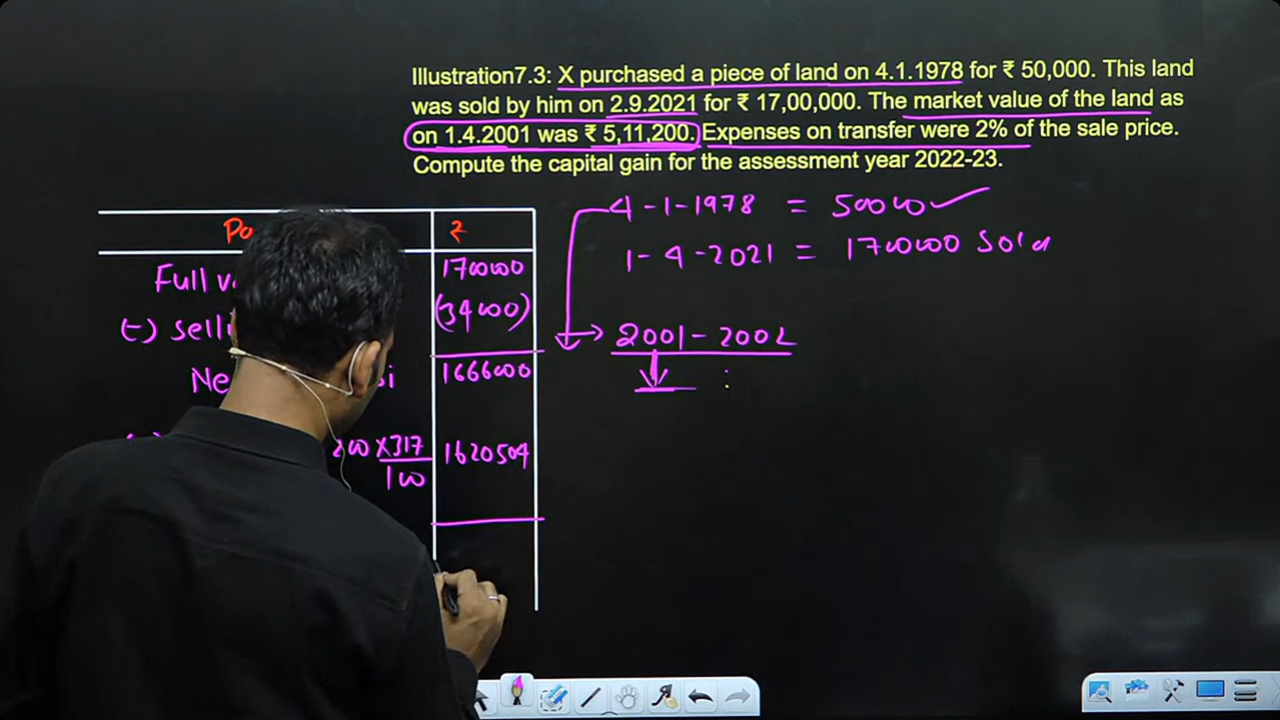 Illustration7.3: X purchased a piece of land on 4.1.1978 for ₹ 50,000. This land
was sold by him on 2.9.2021 for ₹ 17,00,000. The market value of the land as
on 1.4.2001 was ₹ 5,11,200. Expenses on transfer were 2% of the sale price.
Compute the capital gain for the assessment year 2022-23.
4-1-1978 = 50000
1-4-2021 = 1700000 Sold
2001-2002
₹
Full 1700000
(-) (34000)
1666000
200 X 317
100
1620504